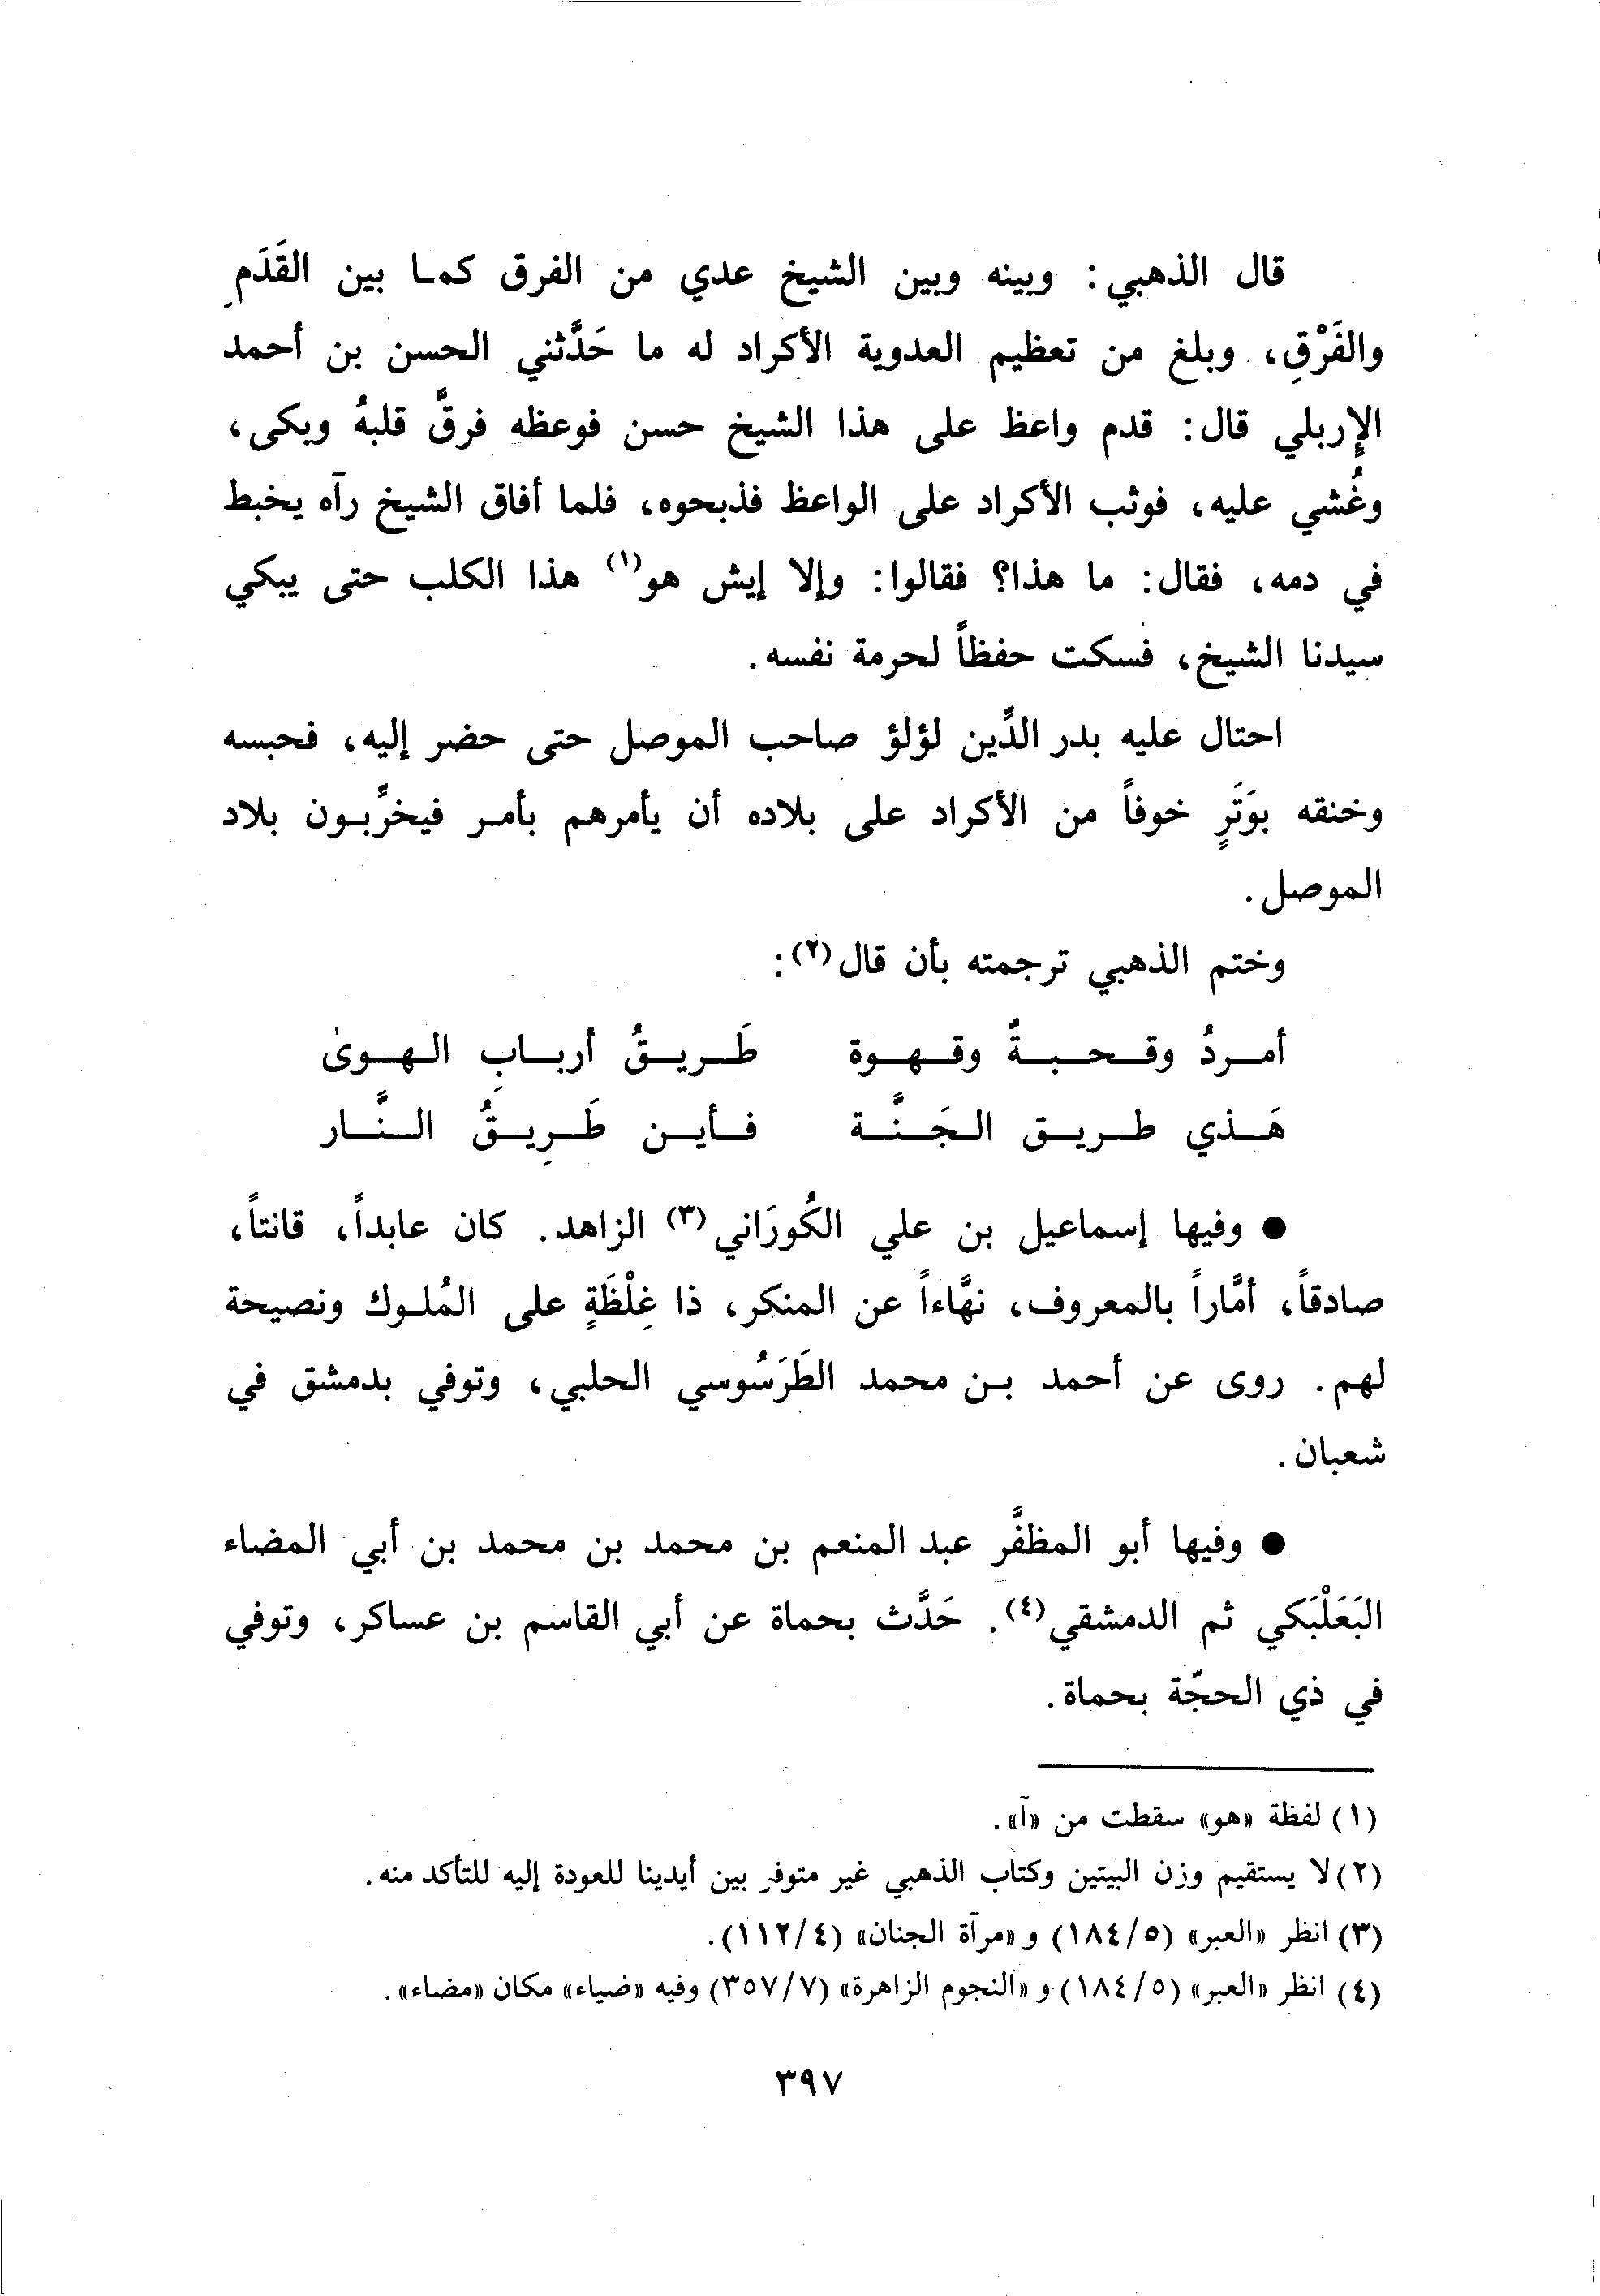 قال الذهبي: وبينه وبين الشيخ عدي من الفرق كما بين القَدَمِ
والفَرْقِ، وبلغ من تعظيم العدوية الأكراد له ما حَدَّثني الحسن بن أحمد
الإربلي قال: قدم واعظ على هذا الشيخ حسن فوعظه فرقَّ قلبهُ وبكى،
وغُشي عليه، فوثب الأكراد على الواعظ فذبحوه، فلما أفاق الشيخ رآه يخبط
في دمه، فقال: ما هذا؟ فقالوا: وإلا إيش هو(١) هذا الكلب حتى يبكي
سيدنا الشيخ، فسكت حفظاً لحرمة نفسه.
احتال عليه بدر الدِّين لؤلؤ صاحب الموصل حتى حضر إليه، فحبسه
وخنقه بوَتَرٍ خوفاً من الأكراد على بلاده أن يأمرهم بأمر فيخرِّبون بلاد
الموصل.
وختم الذهبي ترجمته بأن قال(٢):
أمردُ وقحبةٌ وقهوة طَريقُ أربابِ الهوىٰ
هَذي طريق الجَنَّة فأين طَرِيقُ النَّار
● وفيها إسماعيل بن علي الكُورَاني(٣) الزاهد. كان عابداً، قانتاً،
صادقاً، أمَّاراً بالمعروف، نهَّاءاً عن المنكر، ذا غِلْظَةٍ على المُلوك ونصيحة
لهم. روى عن أحمد بن محمد الطَرَسُوسي الحلبي، وتوفي بدمشق في
شعبان.
● وفيها أبو المظفَّر عبد المنعم بن محمد بن محمد بن أبي المضاء
البَعَلْبَكي ثم الدمشقي(٤). حَدَّث بحماة عن أبي القاسم بن عساكر، وتوفي
في ذي الحجّة بحماة.
(١) لفظة «هو» سقطت من «آ».
(٢) لا يستقيم وزن البيتين وكتاب الذهبي غير متوفر بين أيدينا للعودة إليه للتأكد منه.
(٣) انظر «العبر» (١٨٤/٥) و«مرآة الجنان» (١١٢/٤).
(٤) انظر «العبر» (١٨٤/٥) و«النجوم الزاهرة» (٣٥٧/٧) وفيه «ضياء» مكان «مضاء».
٣٩٧